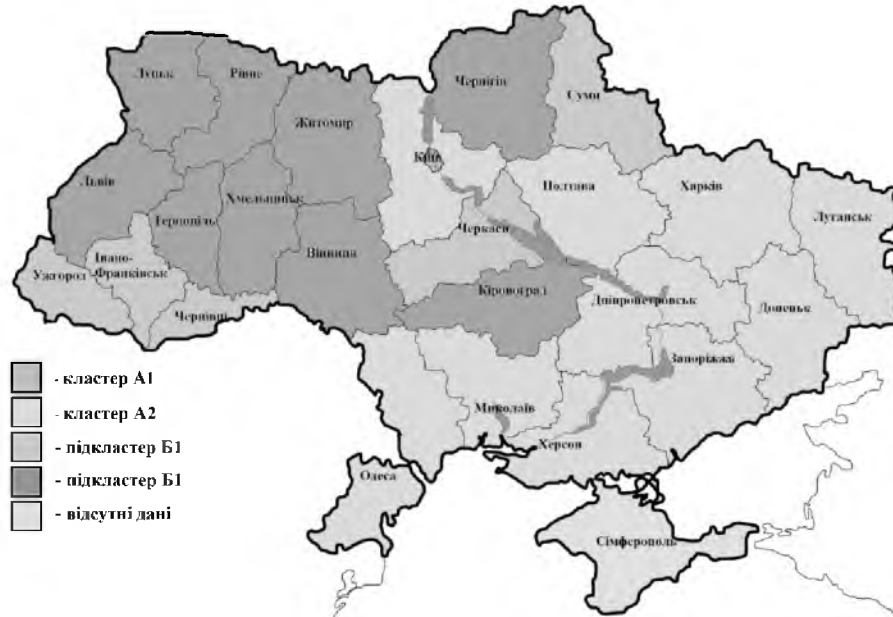 Луцьк
Рівне
Чернігів
Суми
Житомир
Київ
Львів
Хмельницьк
Тернопіль
Полтава
Харків
Луганськ
Черкаси
Івано-
Франківськ
Ужгород
Вінниця
Кіровоград
Дніпропетровськ
Донецьк
Чернівці
Запоріжжя
Миколаїв
Херсон
Одеса
Сімферополь
- кластер А1
- кластер А2
- підкластер Б1
- підкластер Б1
- відсутні дані